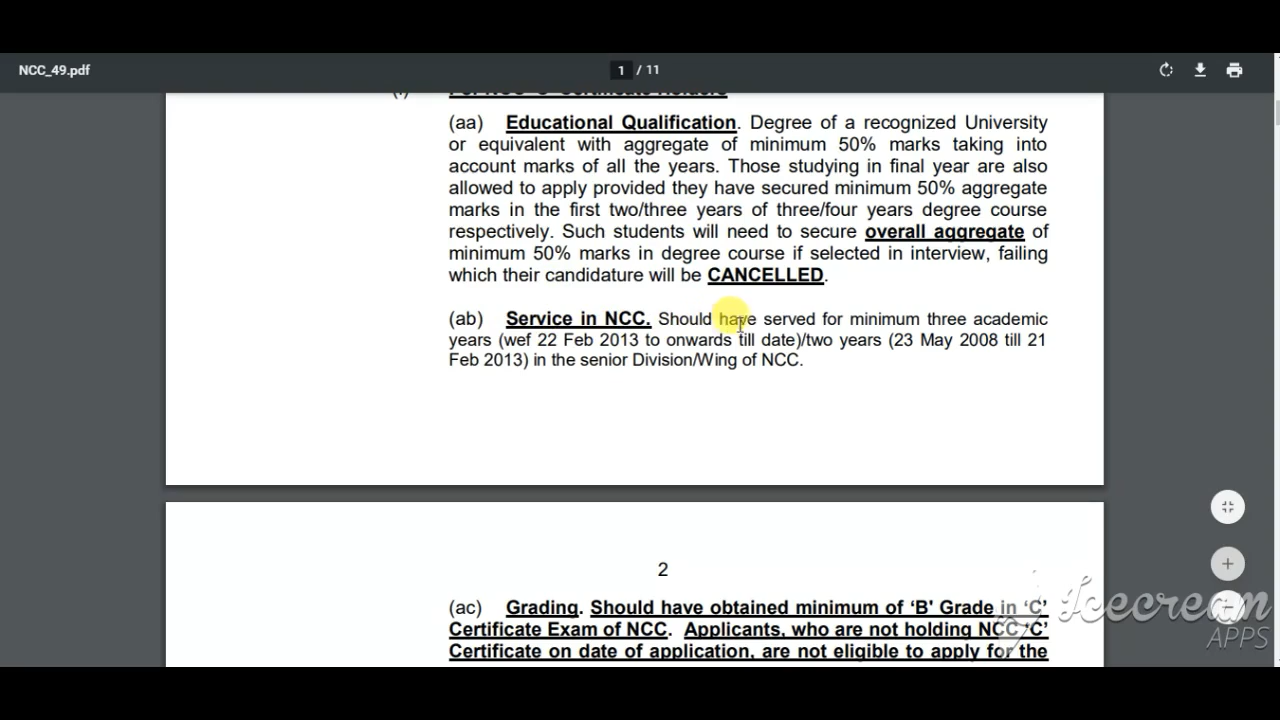 NCC_49.pdf
1 / 11
(aa) Educational Qualification. Degree of a recognized University
or equivalent with aggregate of minimum 50% marks taking into
account marks of all the years. Those studying in final year are also
allowed to apply provided they have secured minimum 50% aggregate
marks in the first two/three years of three/four years degree course
respectively. Such students will need to secure overall aggregate of
minimum 50% marks in degree course if selected in interview, failing
which their candidature will be CANCELLED.
(ab) Service in NCC. Should have served for minimum three academic
years (wef 22 Feb 2013 to onwards till date)/two years (23 May 2008 till 21
Feb 2013) in the senior Division/Wing of NCC.
2
(ac) Grading. Should have obtained minimum of ‘B' Grade in ‘C’
Certificate Exam of NCC. Applicants, who are not holding NCC ‘C’
Certificate on date of application, are not eligible to apply for the
Icecream
APPS